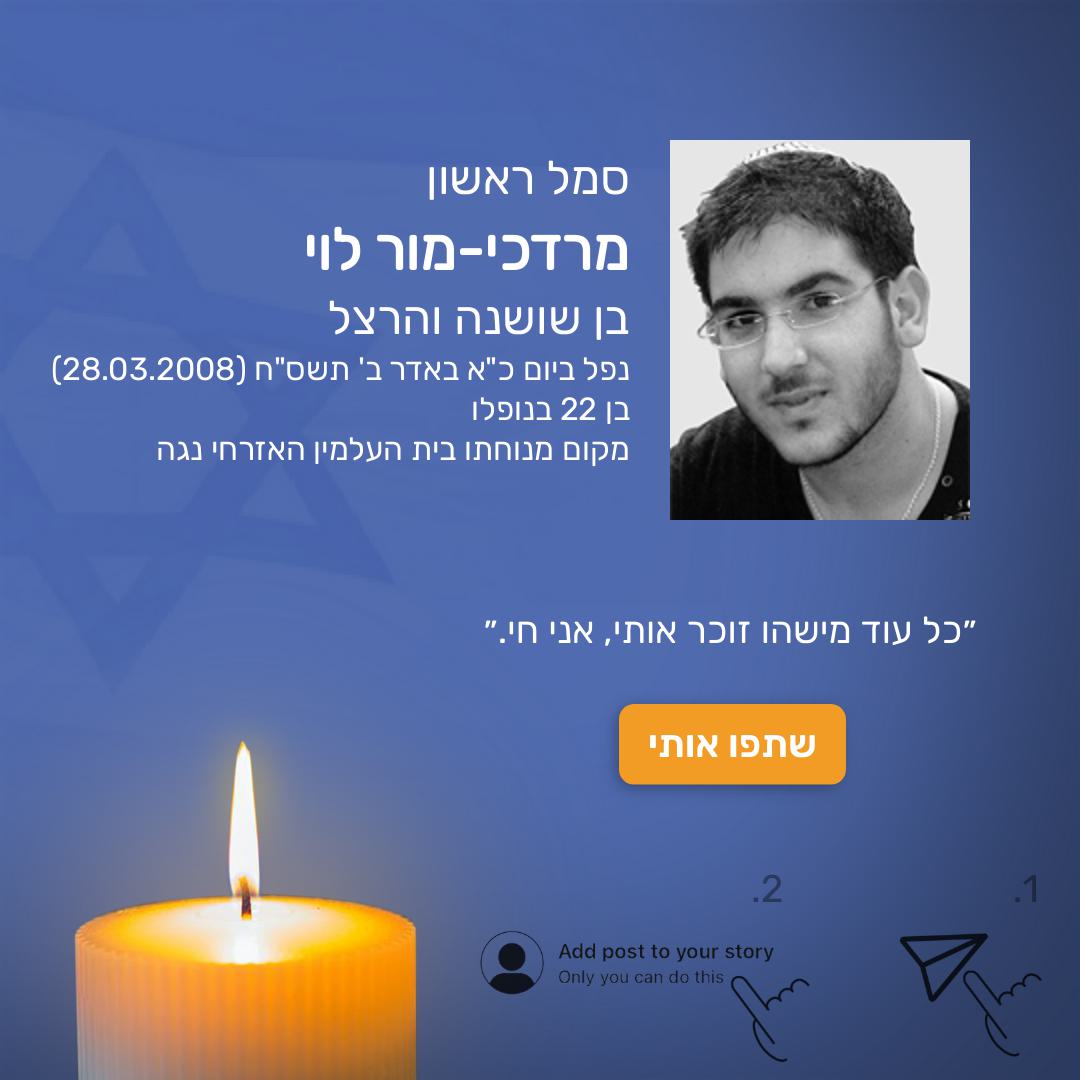 סמל ראשון
מרדכי-מור לוי
בן שושנה והרצל
נפל ביום כ"א באדר ב' תשס"ח (28.03.2008)
בן 22 בנופלו
מקום מנוחתו בית העלמין האזרחי נגה
״כל עוד מישהו זוכר אותי, אני חי.״
שתפו אותי
.1
.2
Add post to your story
Only you can do this